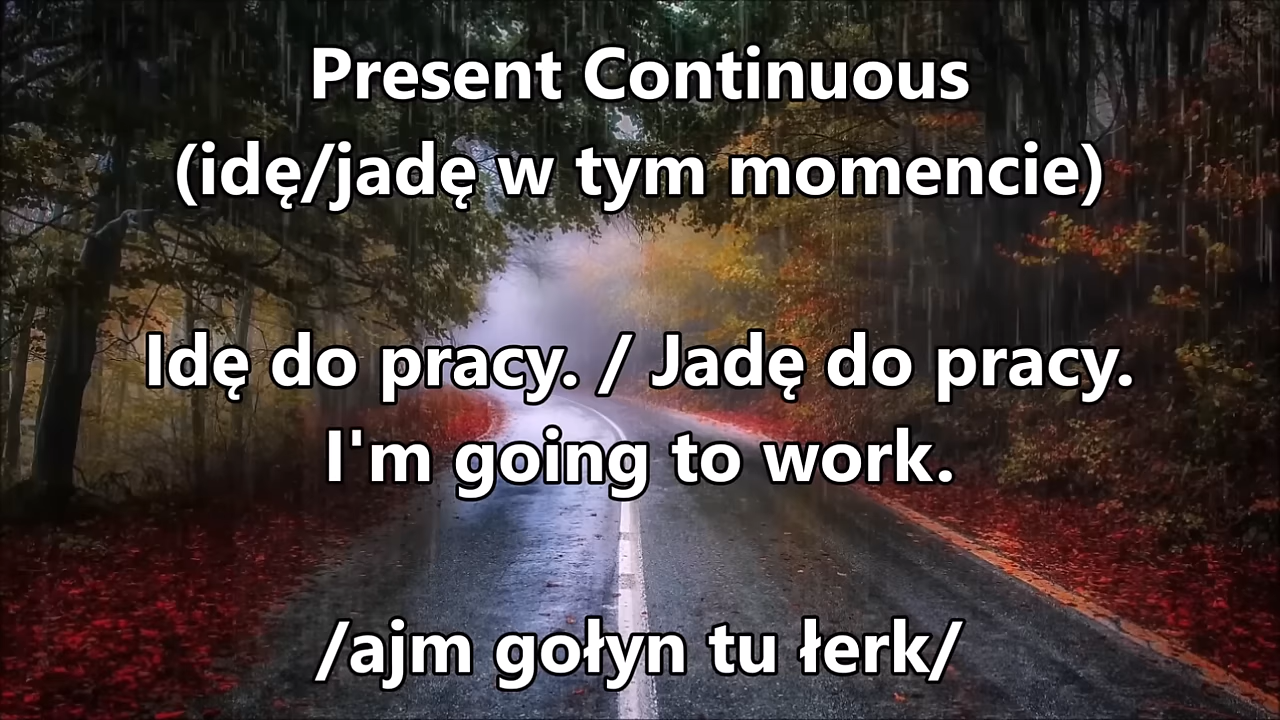 Present Continuous
(idę/jadę w tym momencie)
Idę do pracy. / Jadę do pracy.
I'm going to work.
/ajm gołyn tu łerk/